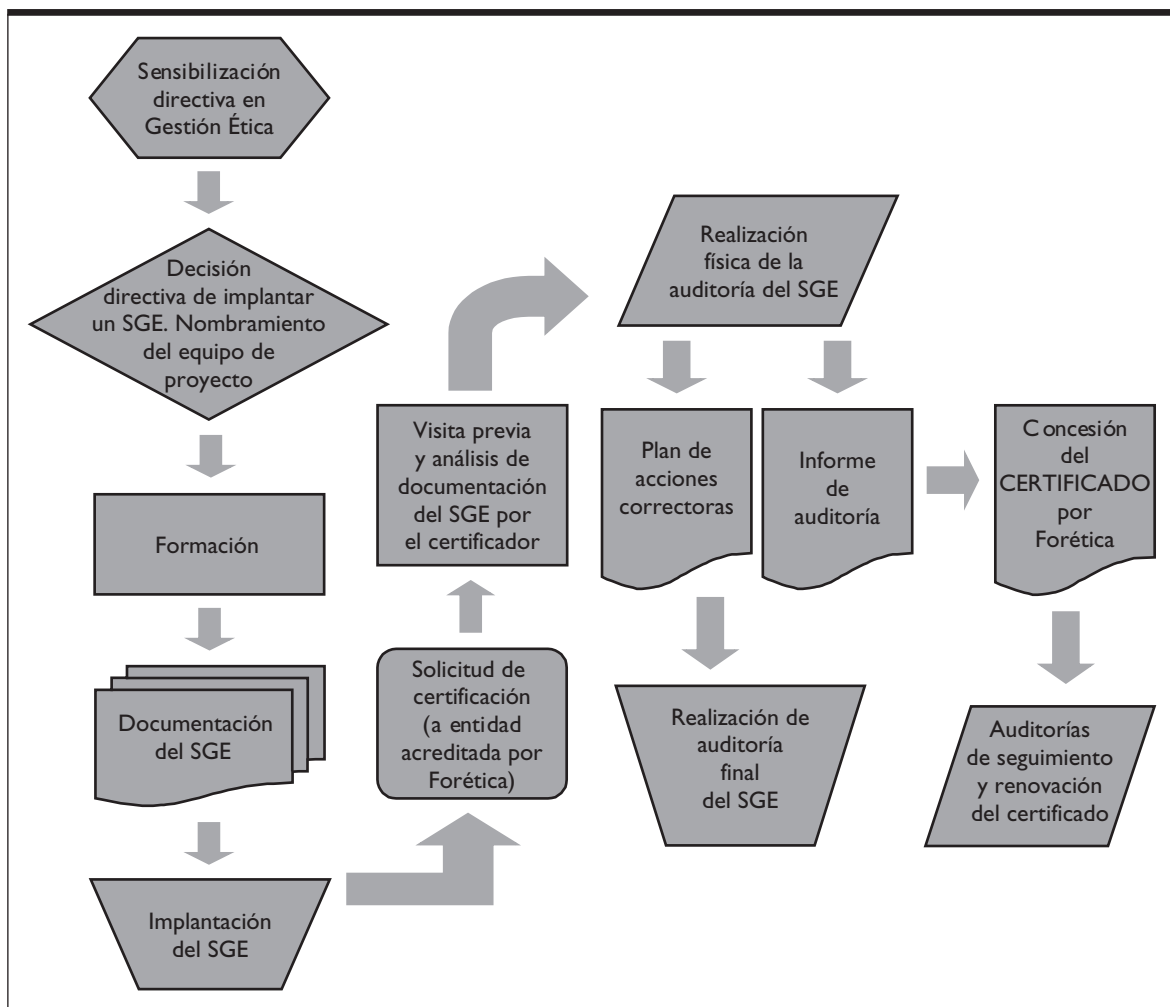 Sensibilización
directiva en
Gestión Ética
Decisión
directiva de implantar
un SGE. Nombramiento
del equipo de
proyecto
Formación
Documentación
del SGE
Implantación
del SGE
Solicitud de
certificación
(a entidad
acreditada por
Forética)
Visita previa
y análisis de
documentación
del SGE por
el certificador
Realización
física de la
auditoría del SGE
Plan de
acciones
correctoras
Informe
de
auditoría
Realización de
auditoría
final
del SGE
Concesión
del
CERTIFICADO
por
Forética
Auditorías
de seguimiento
y renovación
del certificado